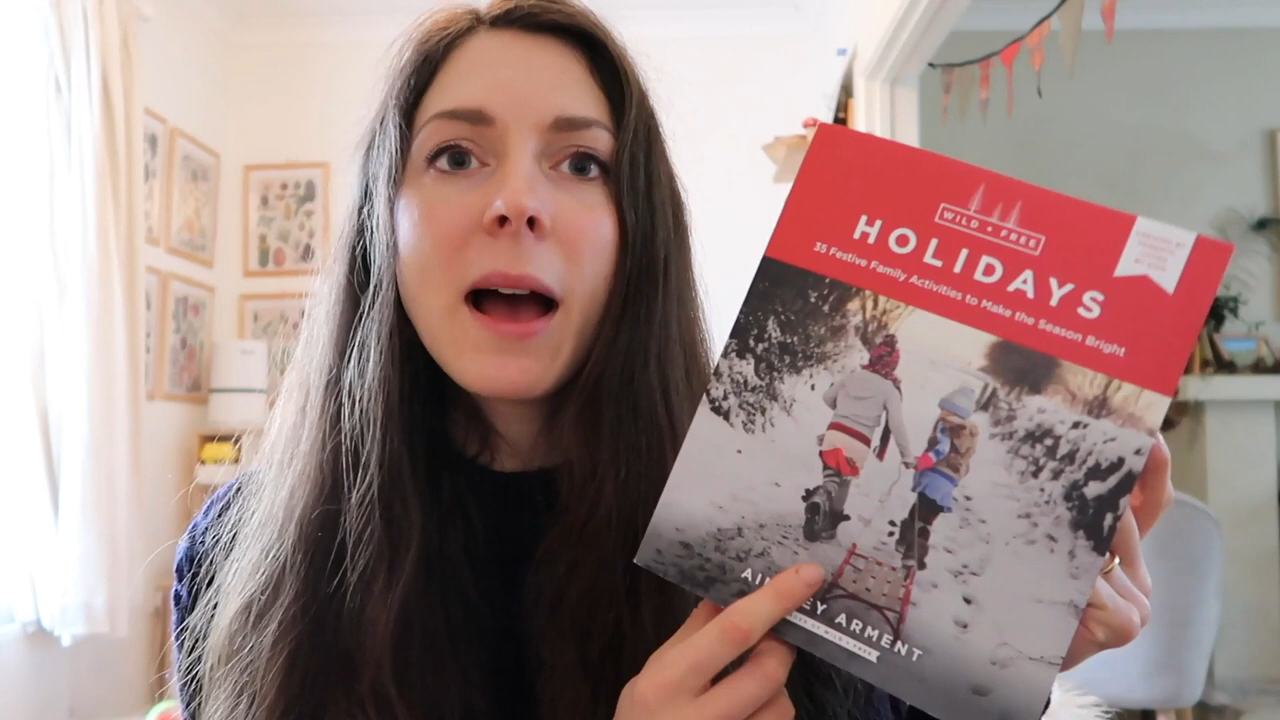 WILD + FREE
HOLIDAYS
35 Festive Family Activities to Make the Season Bright
ARMENT